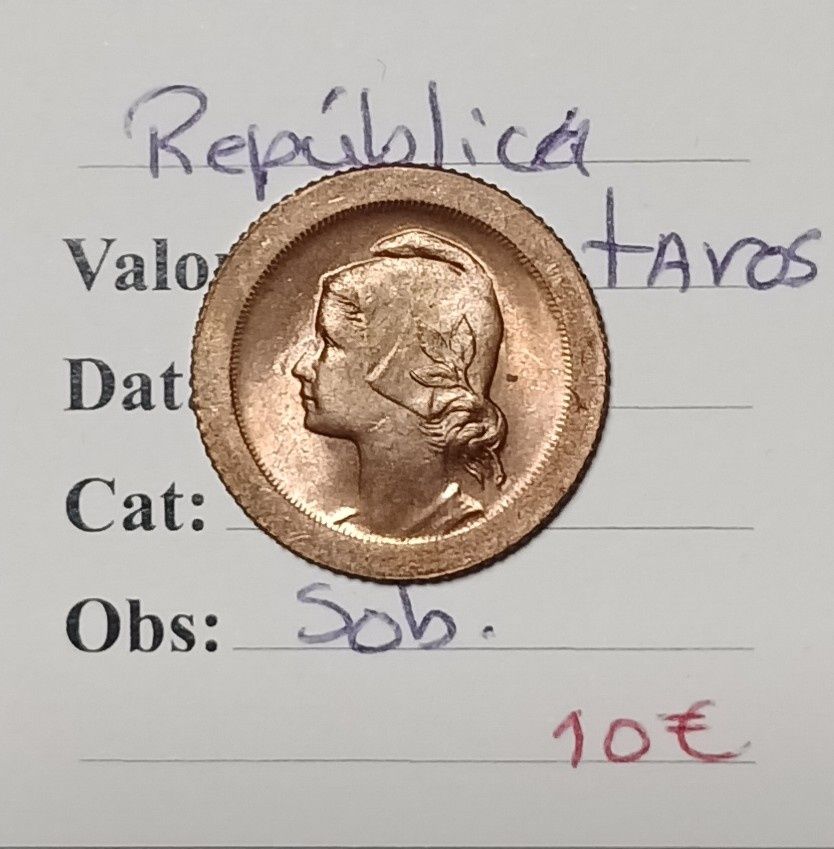 República
Valo tavos
Dat
Cat:
Obs: Sob.
10€